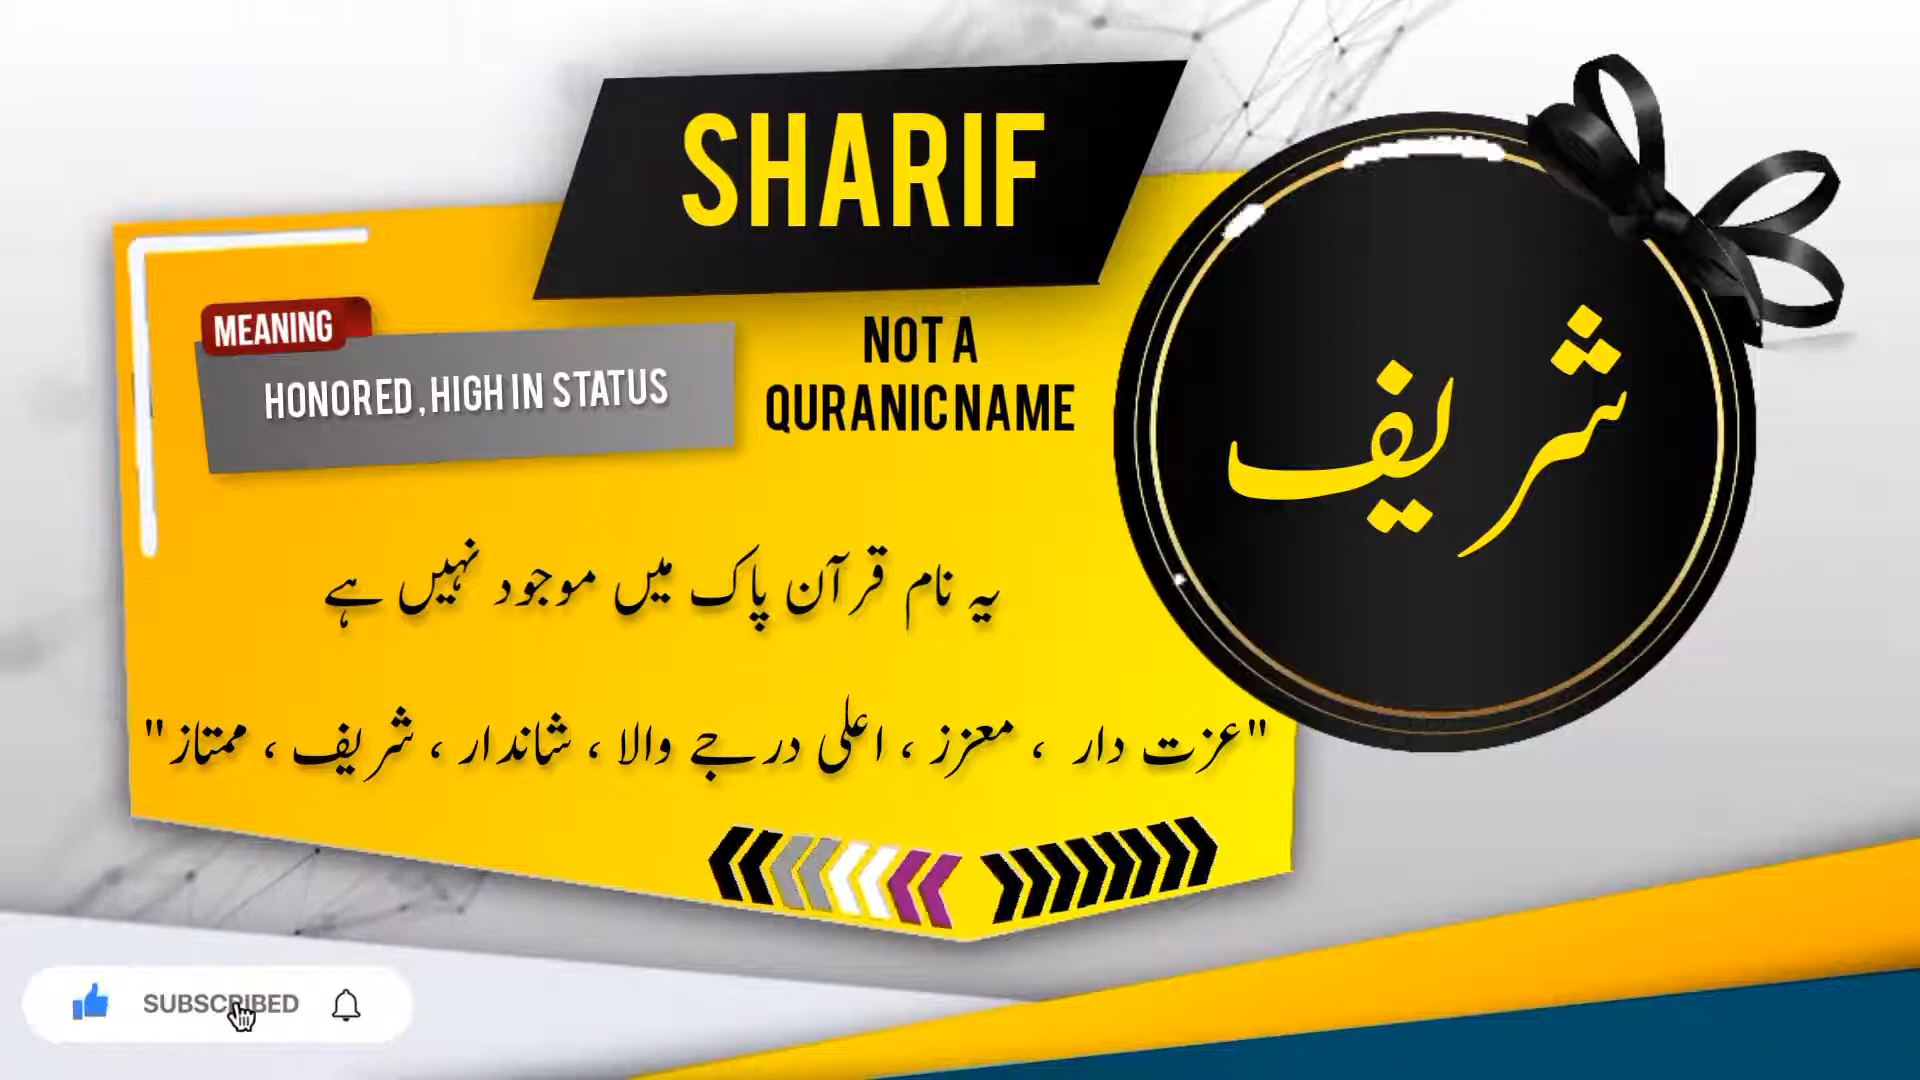 SHARIF
MEANING
HONORED , HIGH IN STATUS
NOT A
QURANIC NAME
شریف
یہ نام قرآن پاک میں موجود نہیں ہے
"عزت دار ، معزز ، اعلی درجے والا ، شاندار ، شریف ، ممتاز"
SUBSCRIBED